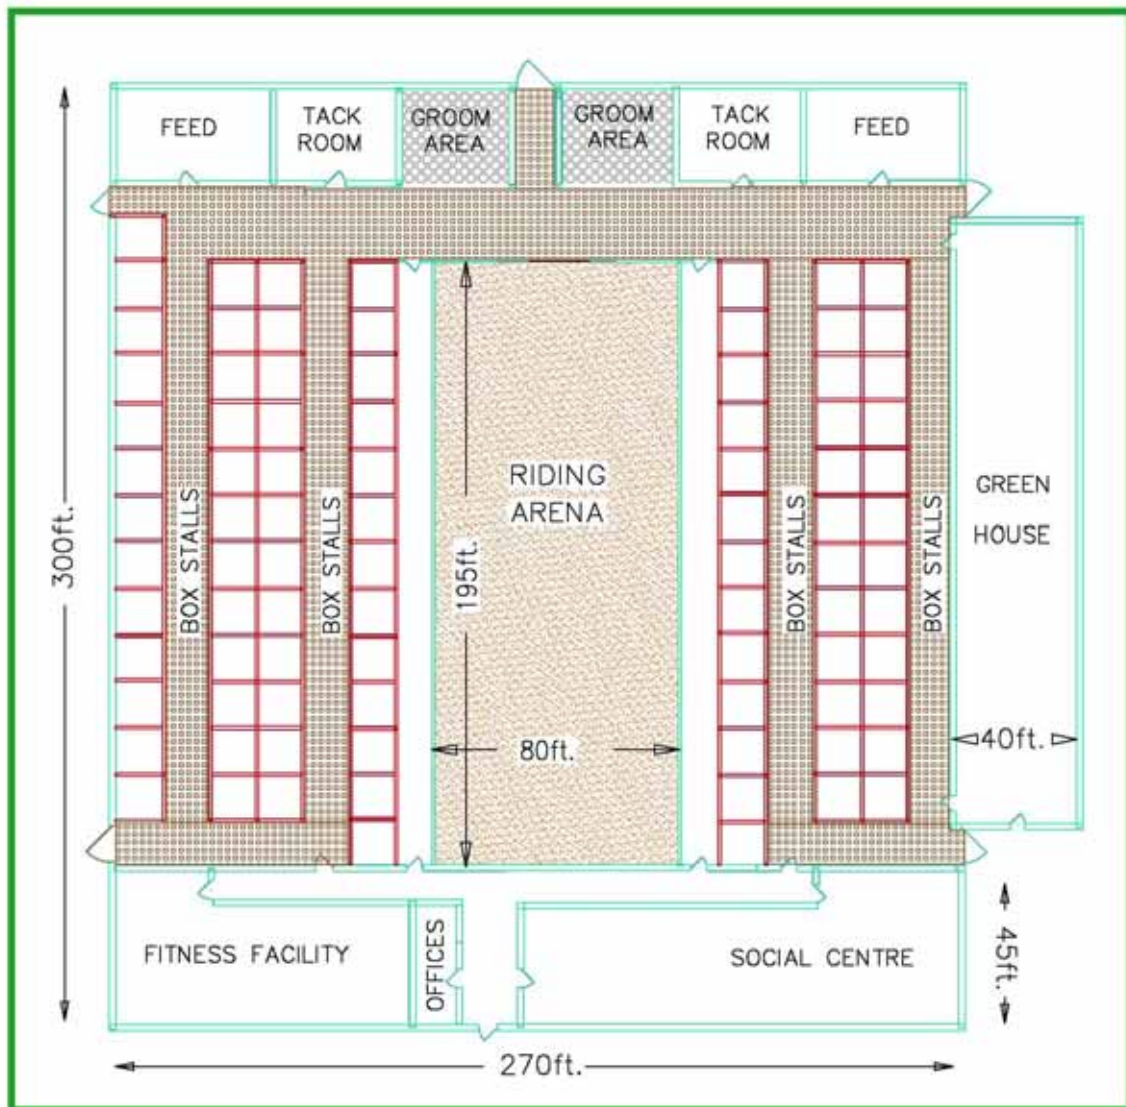 FEED
TACK
ROOM
GROOM
AREA
GROOM
AREA
TACK
ROOM
FEED
300ft.
BOX STALLS
BOX STALLS
195ft.
RIDING
ARENA
80ft.
BOX STALLS
BOX STALLS
GREEN
HOUSE
40ft.
FITNESS FACILITY
OFFICES
SOCIAL CENTRE
45ft.
270ft.